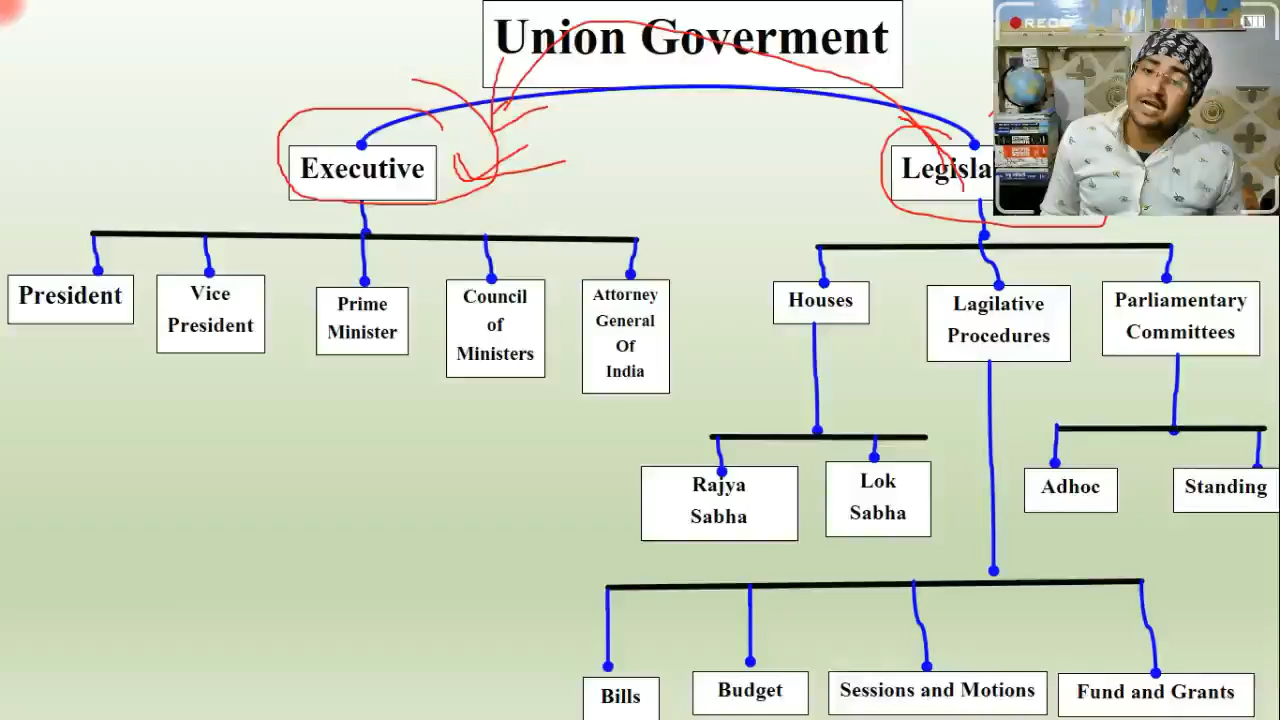 Union Goverment
REC
Executive
Legisla
President
Vice
President
Prime
Minister
Council
of
Ministers
Attorney
General
Of
India
Houses
Lagilative
Procedures
Parliamentary
Committees
Rajya
Sabha
Lok
Sabha
Adhoc
Standing
Bills
Budget
Sessions and Motions
Fund and Grants